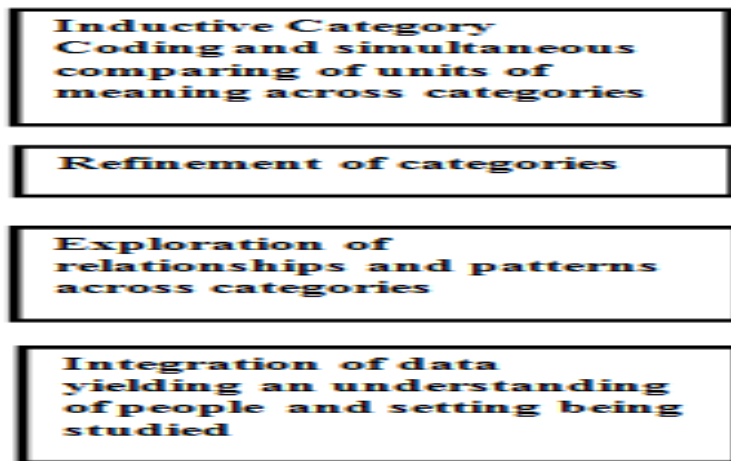 Inductive Category
Coding and simultaneous
comparing of units of
meaning across categories
Refinement of categories
Exploration of
relationships and patterns
across categories
Integration of data
yielding an understanding
of people and setting being
studied